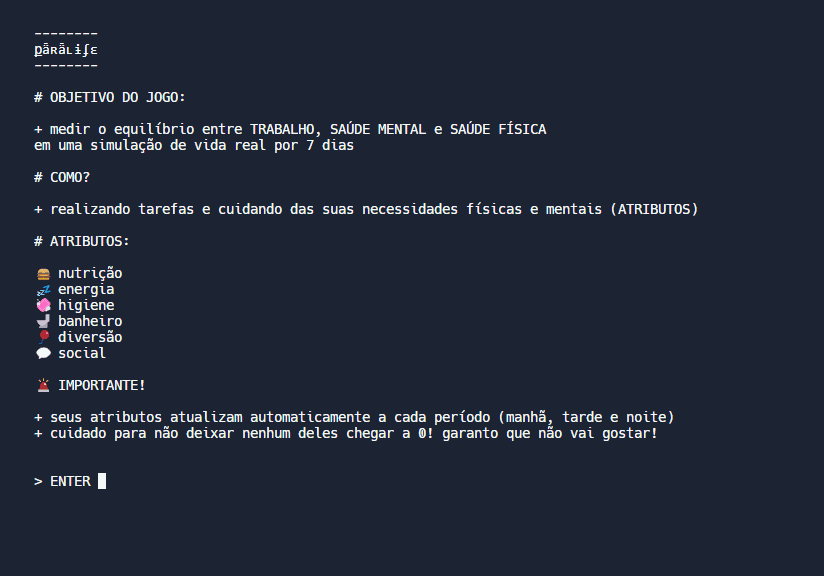 --------
p̳ǟʀǟʟɨʄɛ
--------
# OBJETIVO DO JOGO:
+ medir o equilíbrio entre TRABALHO, SAÚDE MENTAL e SAÚDE FÍSICA
em uma simulação de vida real por 7 dias
# COMO?
+ realizando tarefas e cuidando das suas necessidades físicas e mentais (ATRIBUTOS)
# ATRIBUTOS:
🍔 nutrição
💤 energia
🧼 higiene
🚽 banheiro
🎈 diversão
💬 social
🚨 IMPORTANTE!
+ seus atributos atualizam automaticamente a cada período (manhã, tarde e noite)
+ cuidado para não deixar nenhum deles chegar a 0! garanto que não vai gostar!
> ENTER